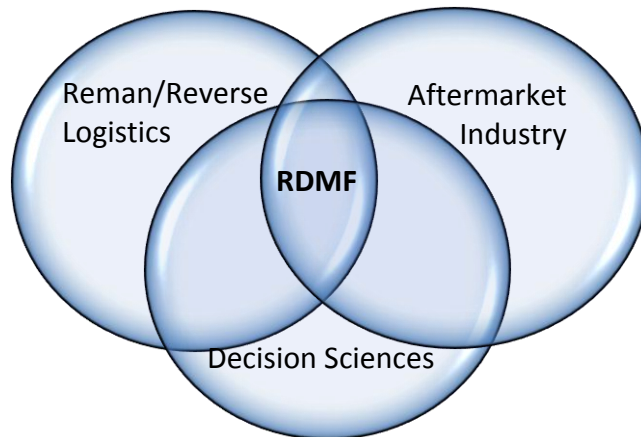 Reman/Reverse
Logistics
Aftermarket
Industry
RDMF
Decision Sciences